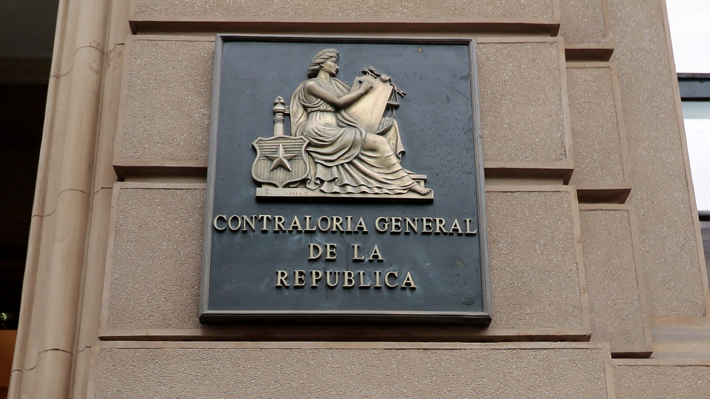 CONTRALORIA GENERAL
DE LA
REPUBLICA